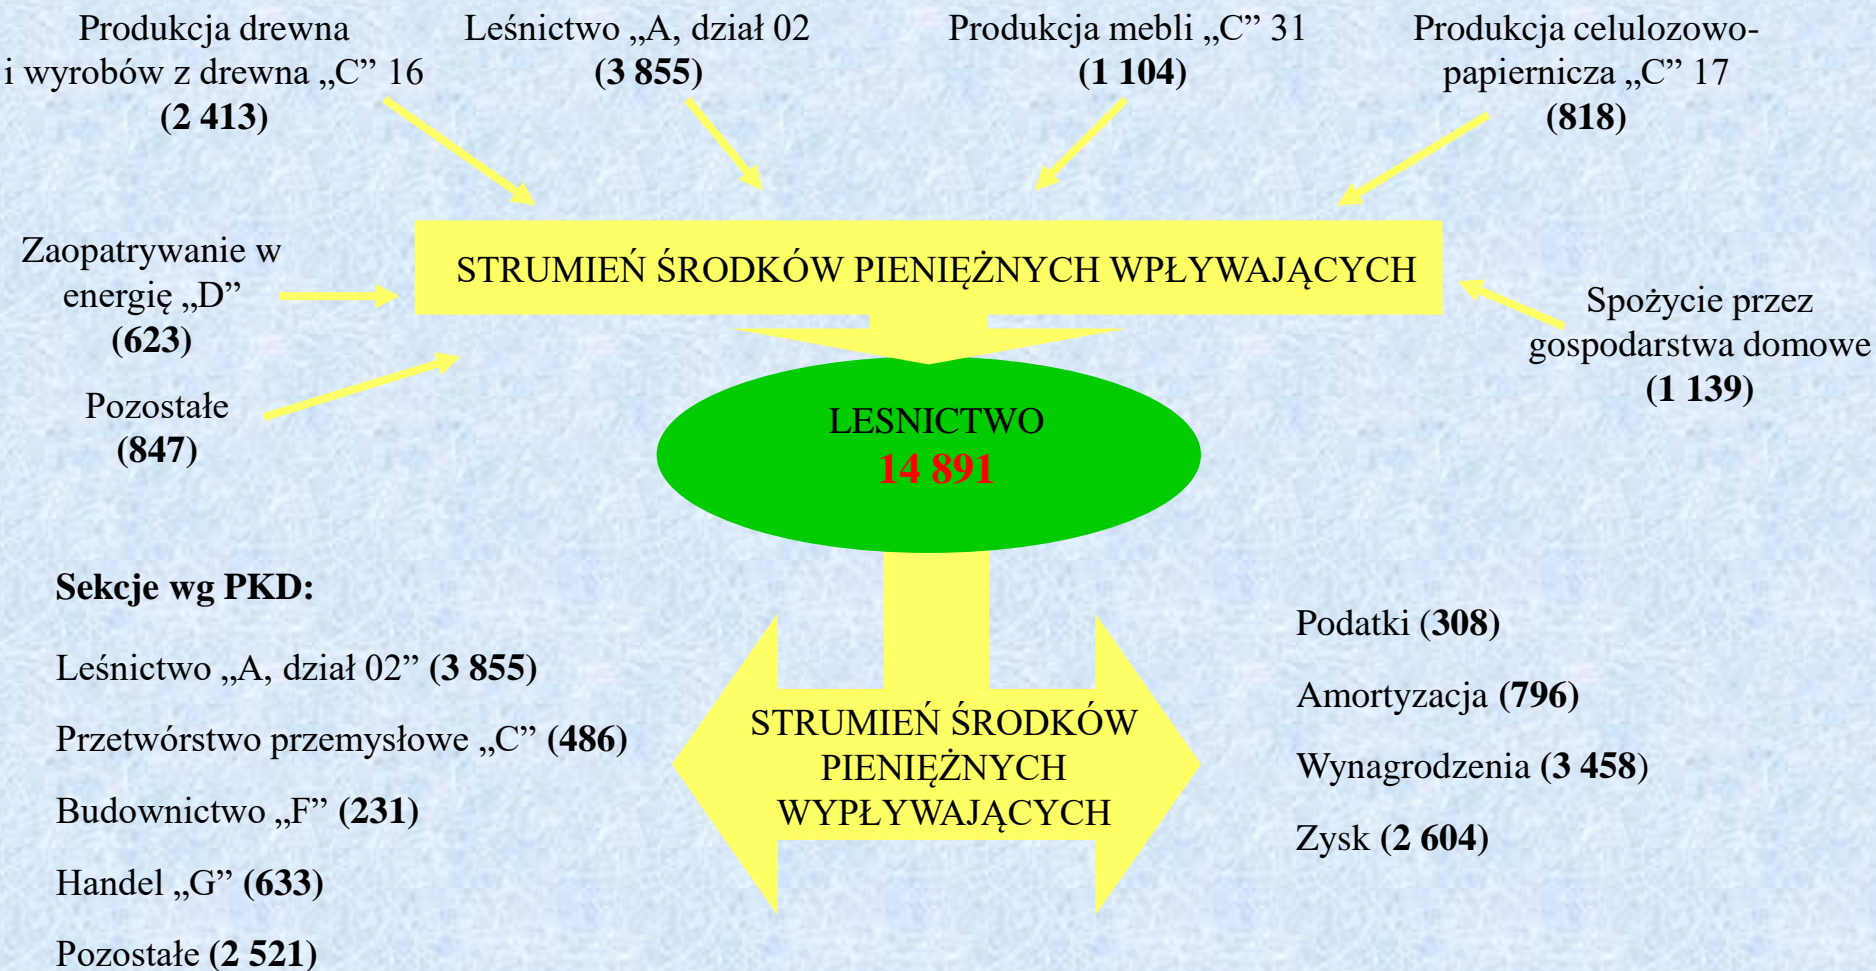 Produkcja drewna
i wyrobów z drewna „C” 16
(2 413)
Leśnictwo „A, dział 02
(3 855)
Produkcja mebli „C” 31
(1 104)
Produkcja celulozowo-
papiernicza „C” 17
(818)
Zaopatrywanie w
energię „D”
(623)
Pozostałe
(847)
STRUMIEŃ ŚRODKÓW PIENIĘŻNYCH WPŁYWAJĄCYCH
Spożycie przez
gospodarstwa domowe
(1 139)
LESNICTWO
14 891
Sekcje wg PKD:
Leśnictwo „A, dział 02” (3 855)
Przetwórstwo przemysłowe „C” (486)
Budownictwo „F” (231)
Handel „G” (633)
Pozostałe (2 521)
STRUMIEŃ ŚRODKÓW
PIENIĘŻNYCH
WYPŁYWAJĄCYCH
Podatki (308)
Amortyzacja (796)
Wynagrodzenia (3 458)
Zysk (2 604)